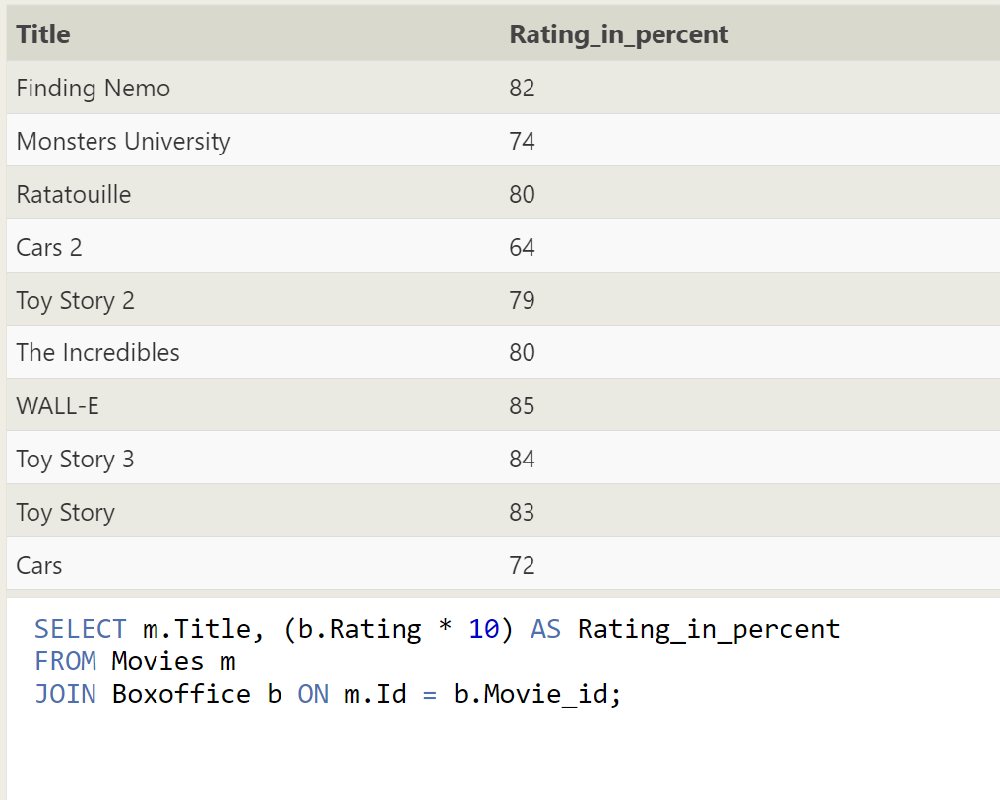 Title Rating_in_percent
Finding Nemo 82
Monsters University 74
Ratatouille 80
Cars 2 64
Toy Story 2 79
The Incredibles 80
WALL-E 85
Toy Story 3 84
Toy Story 83
Cars 72
SELECT m.Title, (b.Rating * 10) AS Rating_in_percent
FROM Movies m
JOIN Boxoffice b ON m.Id = b.Movie_id;